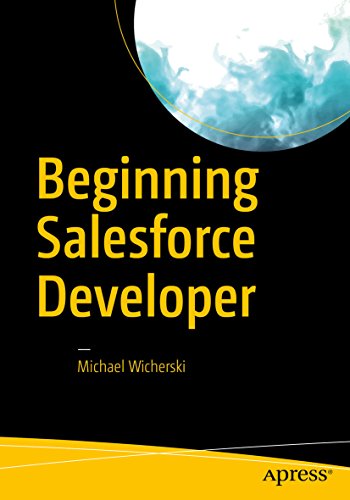 Beginning
Salesforce
Developer
—
Michael Wicherski
Apress®